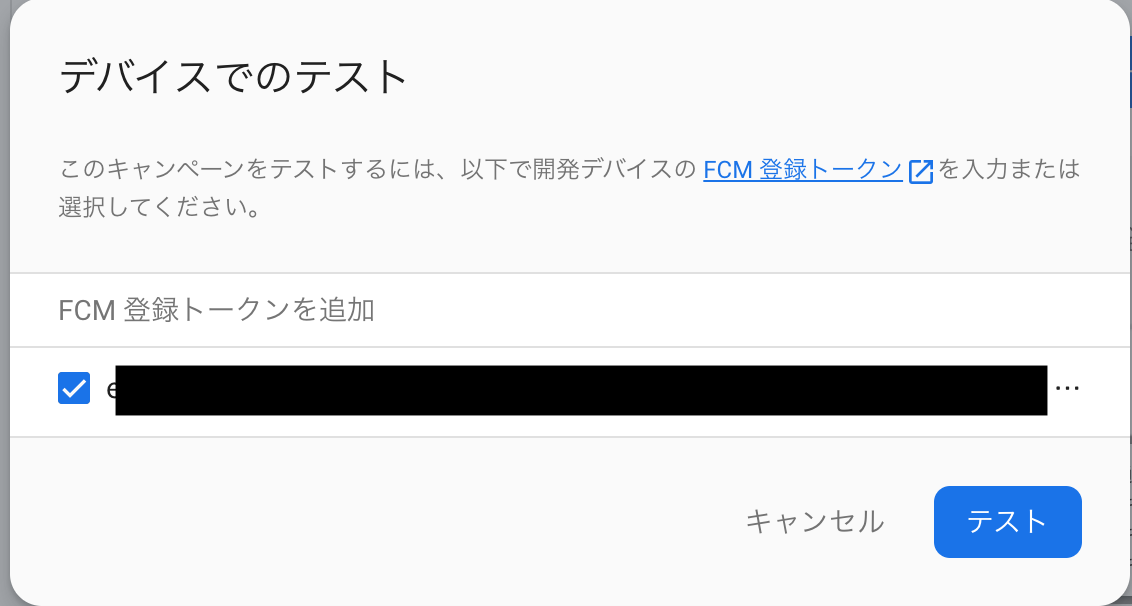 デバイスでのテスト
このキャンペーンをテストするには、以下で開発デバイスの FCM 登録トークン を入力または
選択してください。
FCM 登録トークンを追加
e ...
キャンセル
テスト